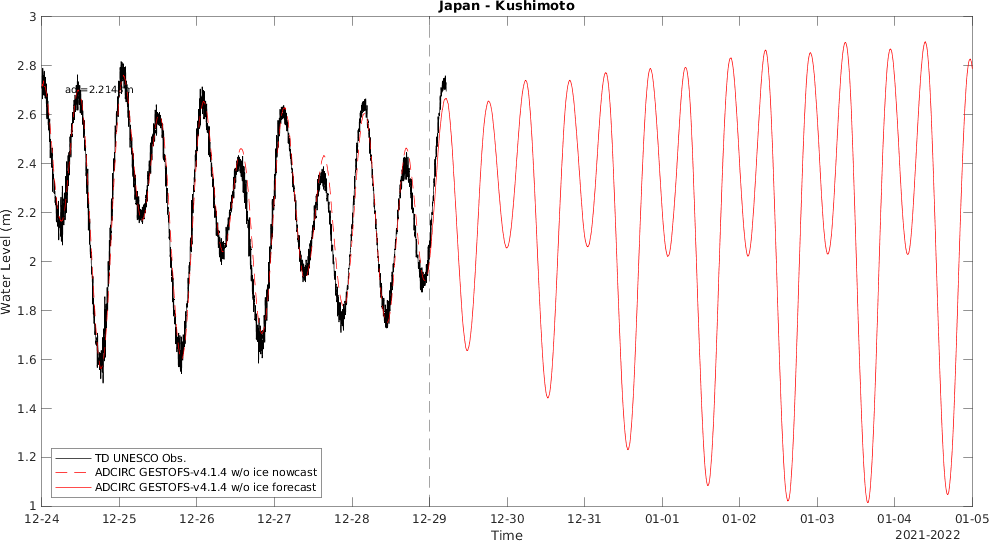 Japan - Kushimoto
3
2.8
2.6
2.4
2.2
2
1.8
1.6
1.4
1.2
1
Water Level (m)
TD UNESCO Obs.
ADCIRC GESTOFS-v4.1.4 w/o ice nowcast
ADCIRC GESTOFS-v4.1.4 w/o ice forecast
12-24 12-25 12-26 12-27 12-28 12-29 12-30 12-31 01-01 01-02 01-03 01-04 01-05
Time
2021-2022